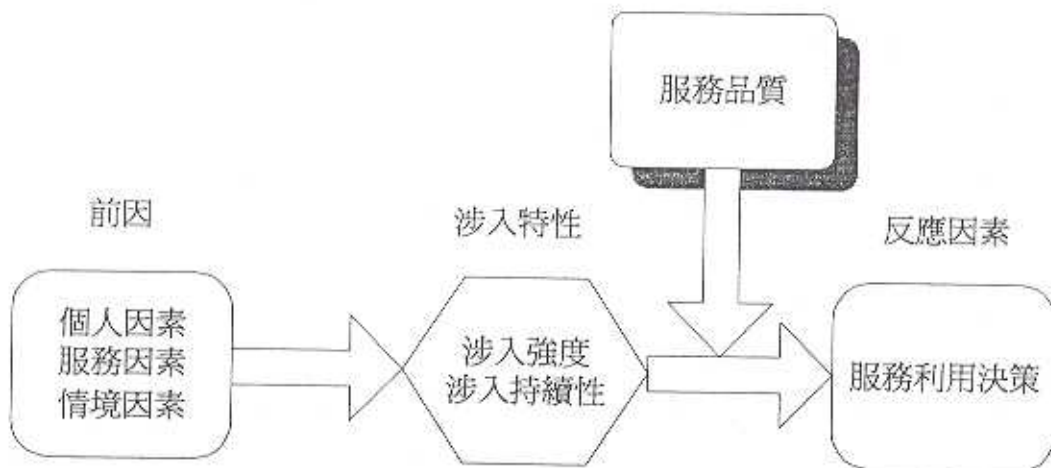 服務品質
前因
涉入特性
反應因素
個人因素
服務因素
情境因素
涉入強度
涉入持續性
服務利用決策